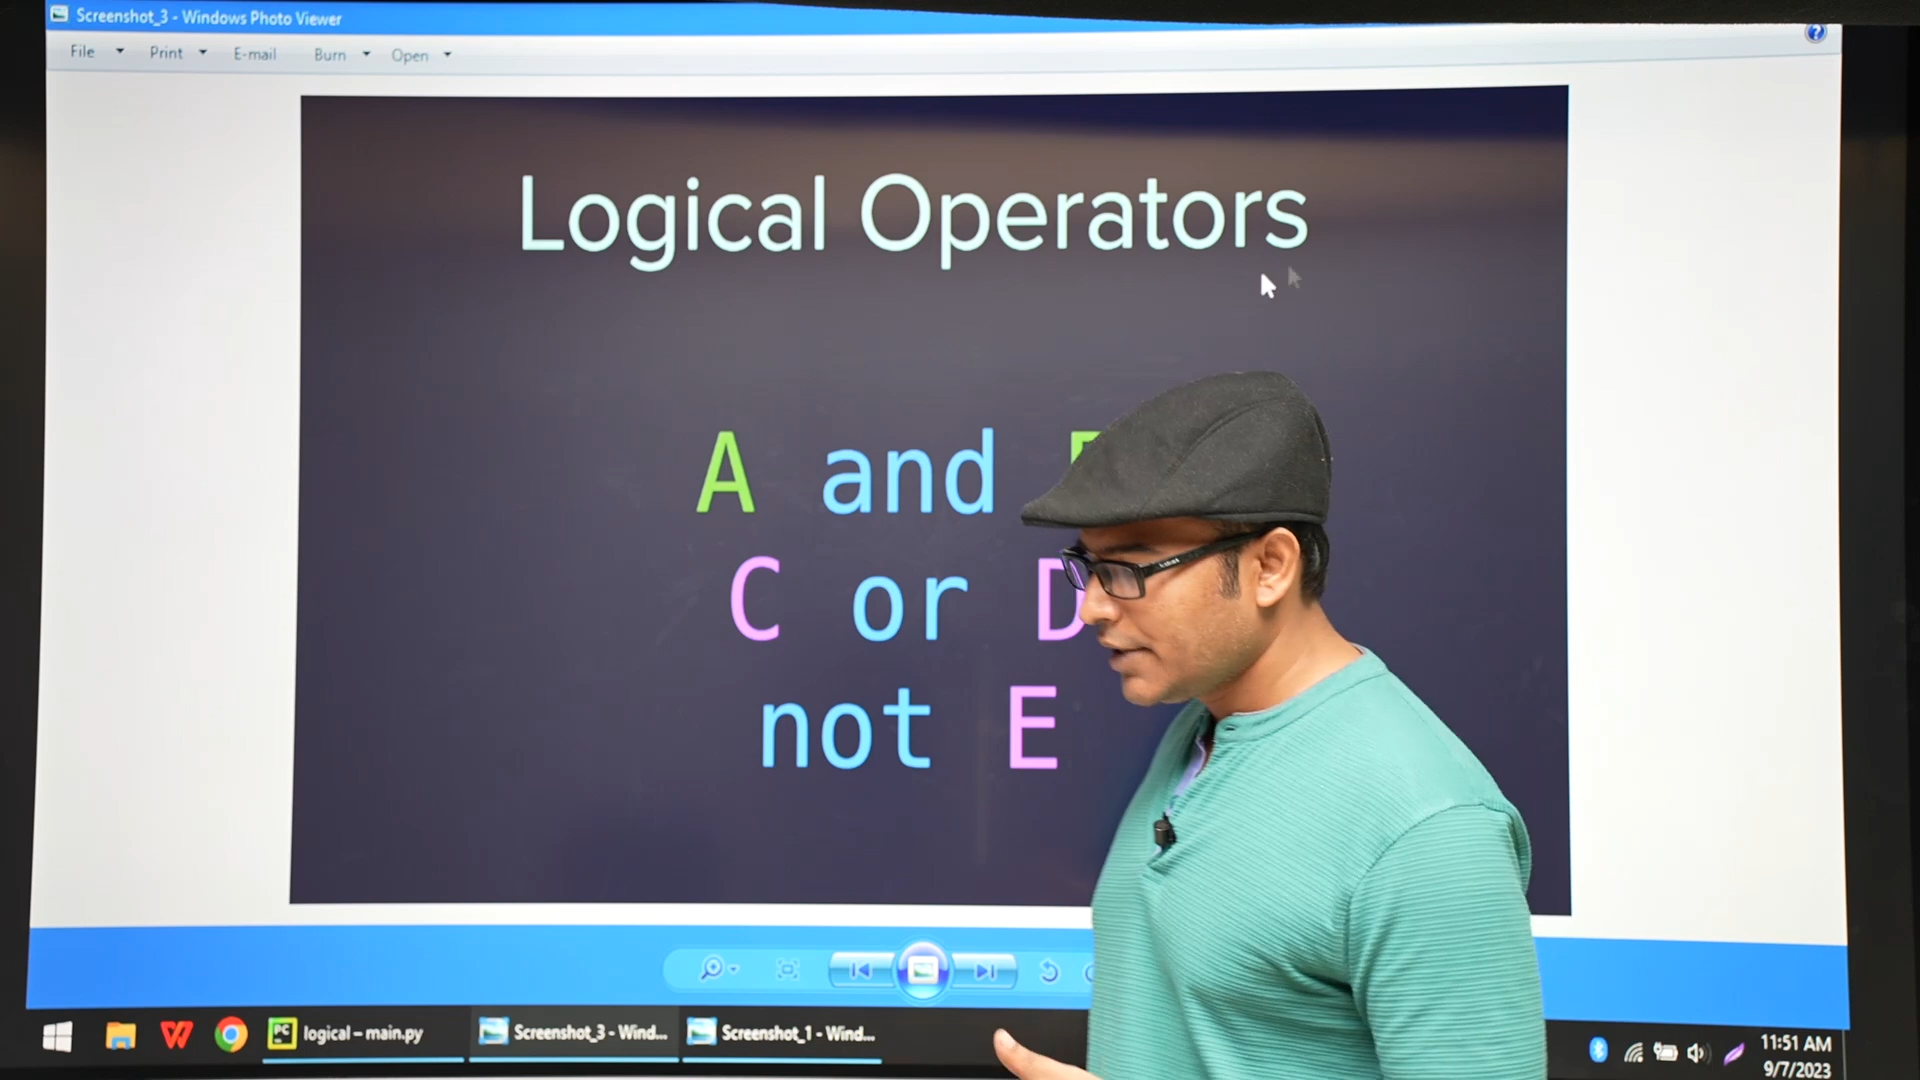 Screenshot_3 - Windows Photo Viewer
File Print E-mail Burn Open
Logical Operators
A and
C or D
not E
logical – main.py
Screenshot_3 - Wind...
Screenshot_1 - Wind...
11:51 AM
9/7/2023